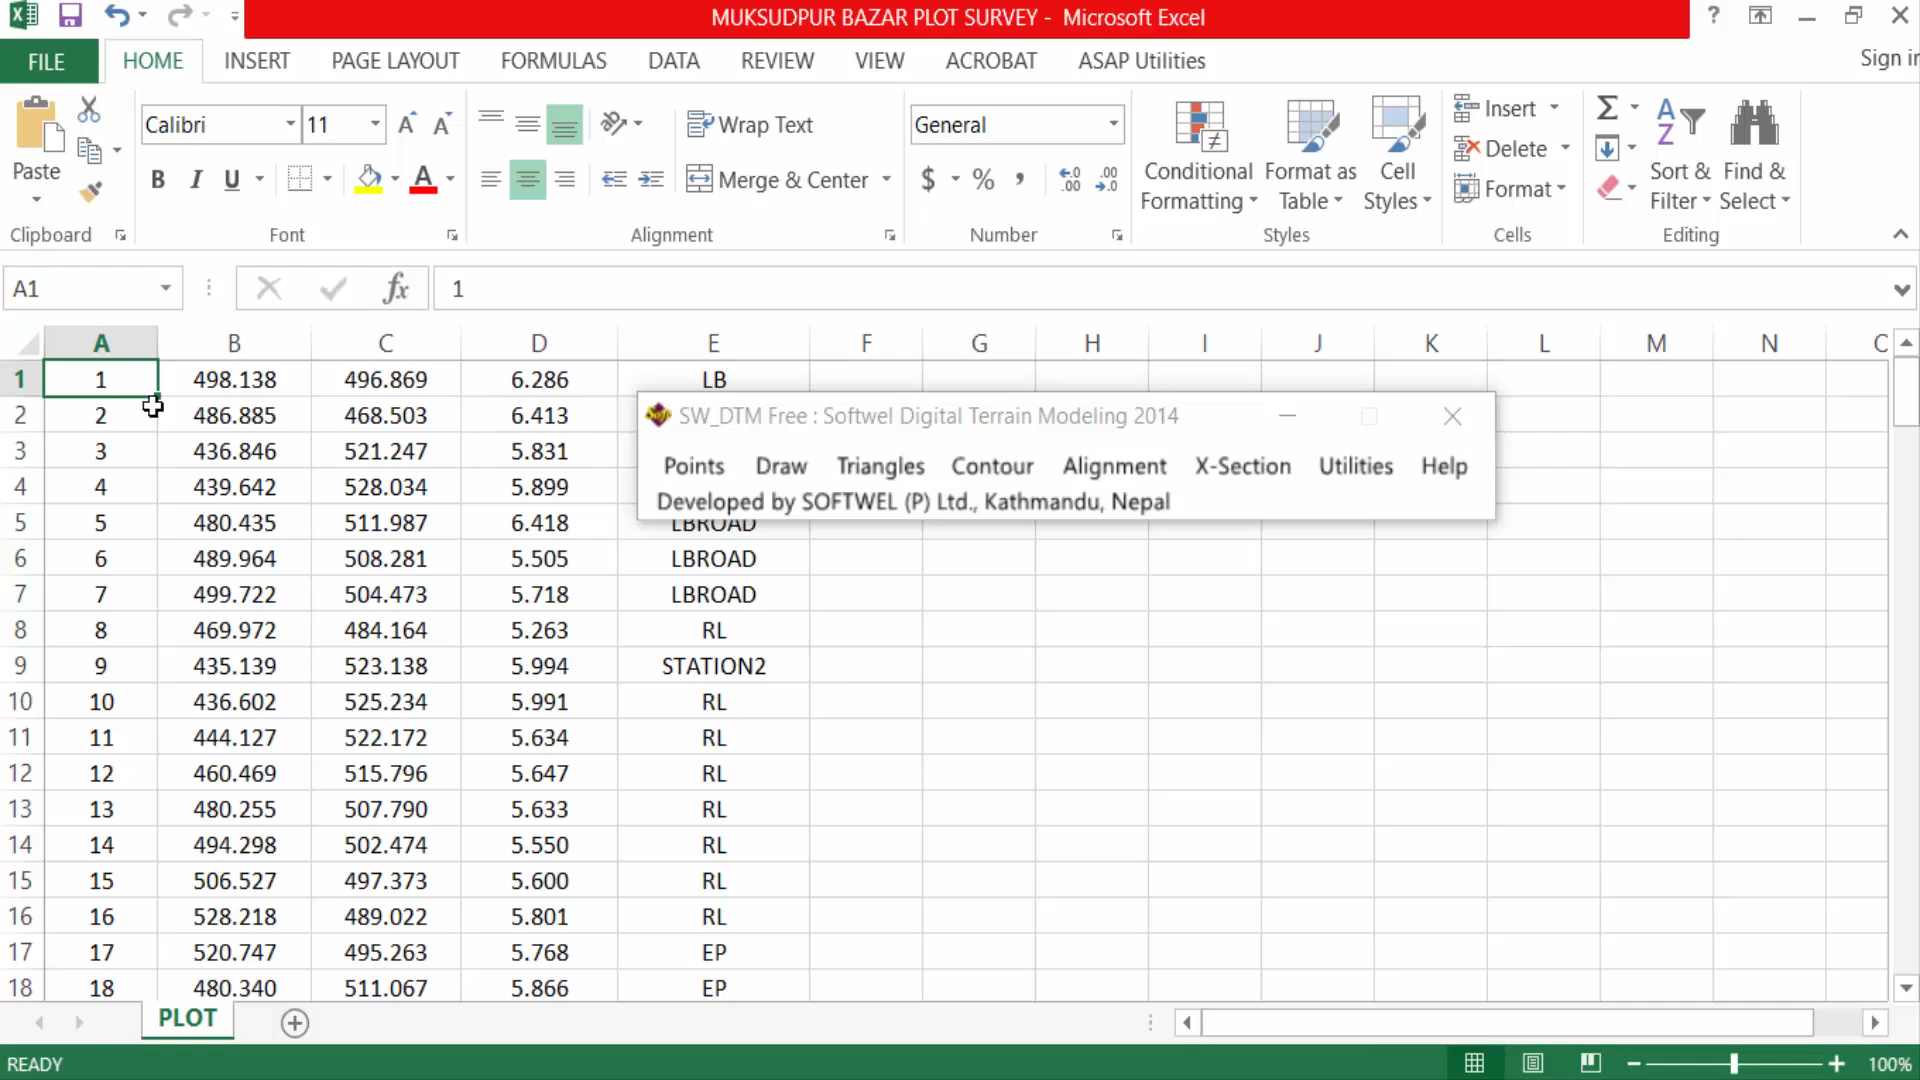 MUKSUDPUR BAZAR PLOT SURVEY - Microsoft Excel
?
FILE HOME INSERT PAGE LAYOUT FORMULAS DATA REVIEW VIEW ACROBAT ASAP Utilities Sign in
Paste
Clipboard
Calibri 11
B I U
Font
Wrap Text
Merge & Center
Alignment
General
$ % ,
Number
Conditional Formatting
Format as Table
Cell Styles
Styles
Insert
Delete
Format
Cells
Sort & Filter
Find & Select
Editing
A1 fx 1
A B C D E F G H I J K L M N
1 1 498.138 496.869 6.286 LB
2 2 486.885 468.503 6.413
3 3 436.846 521.247 5.831
4 4 439.642 528.034 5.899
5 5 480.435 511.987 6.418 LBROAD
6 6 489.964 508.281 5.505 LBROAD
7 7 499.722 504.473 5.718 LBROAD
8 8 469.972 484.164 5.263 RL
9 9 435.139 523.138 5.994 STATION2
10 10 436.602 525.234 5.991 RL
11 11 444.127 522.172 5.634 RL
12 12 460.469 515.796 5.647 RL
13 13 480.255 507.790 5.633 RL
14 14 494.298 502.474 5.550 RL
15 15 506.527 497.373 5.600 RL
16 16 528.218 489.022 5.801 RL
17 17 520.747 495.263 5.768 EP
18 18 480.340 511.067 5.866 EP
SW_DTM Free : Softwel Digital Terrain Modeling 2014
Points Draw Triangles Contour Alignment X-Section Utilities Help
Developed by SOFTWEL (P) Ltd., Kathmandu, Nepal
PLOT
READY 100%